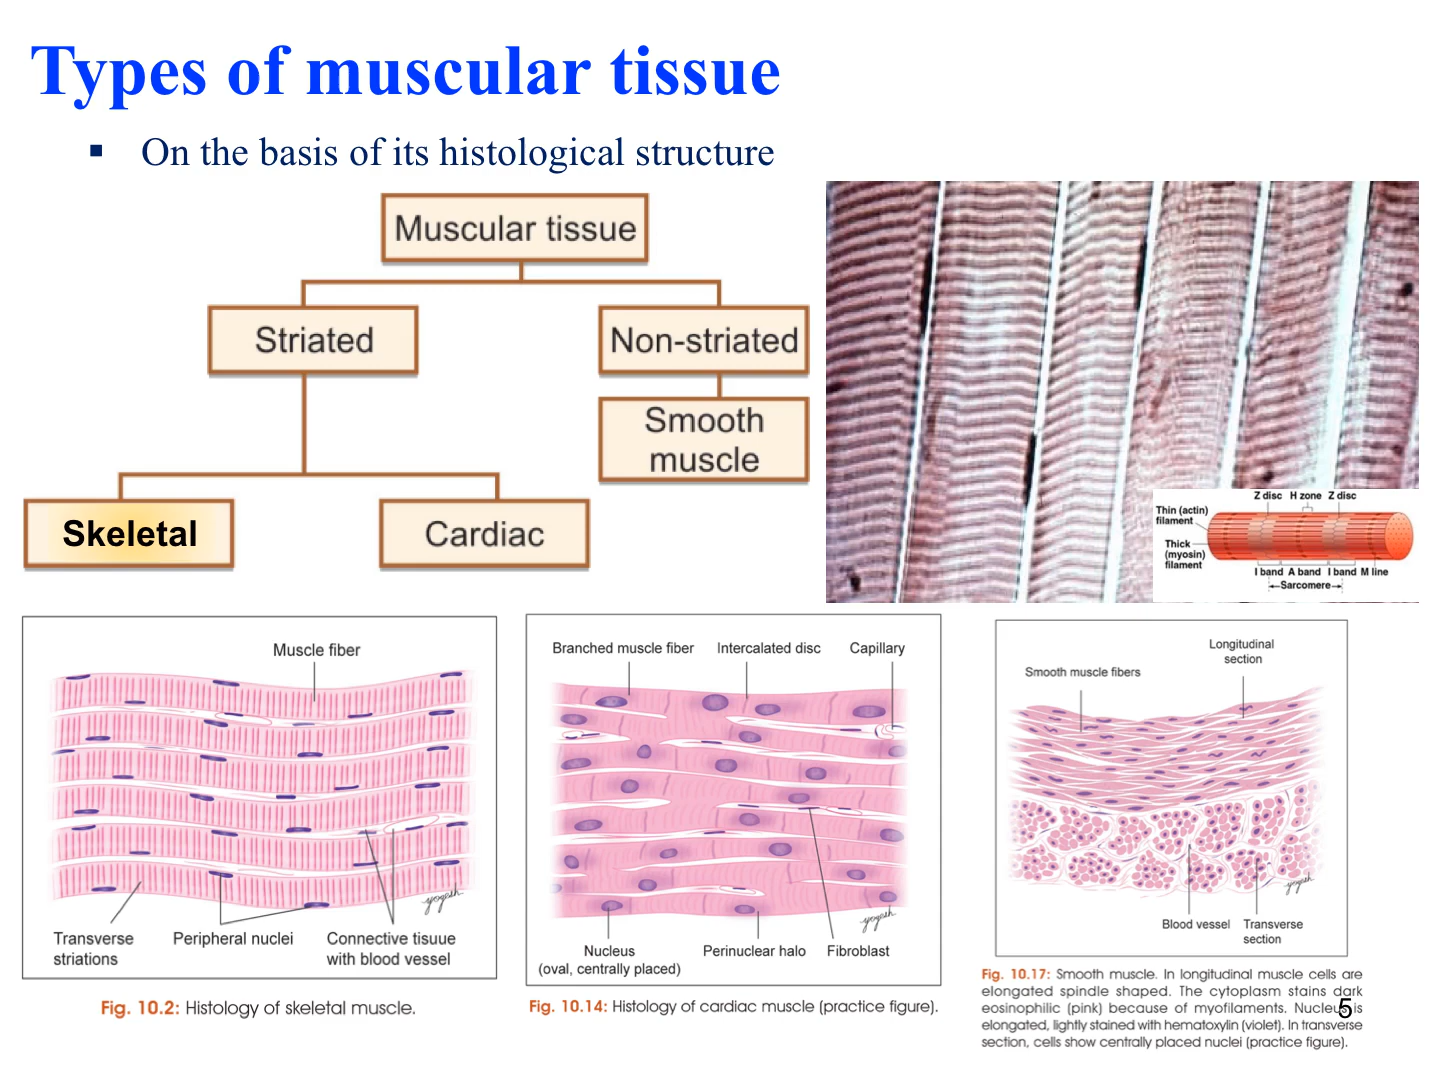 Types of muscular tissue
▪ On the basis of its histological structure
Muscular tissue
Striated
Non-striated
Smooth
muscle
Skeletal
Cardiac
Z disc H zone Z disc
Thin (actin)
filament
Thick
(myosin)
filament
I band A band I band M line
Sarcomere
Muscle fiber
yogesh
Transverse
striations
Peripheral nuclei
Connective tisuue
with blood vessel
Fig. 10.2: Histology of skeletal muscle.
Branched muscle fiber
Intercalated disc
Capillary
yogesh
Nucleus
(oval, centrally placed)
Perinuclear halo
Fibroblast
Fig. 10.14: Histology of cardiac muscle (practice figure).
Longitudinal
section
Smooth muscle fibers
yogesh
Blood vessel
Transverse
section
Fig. 10.17: Smooth muscle. In longitudinal muscle cells are
elongated spindle shaped. The cytoplasm stains dark
eosinophilic (pink) because of myofilaments. Nucleus is
elongated, lightly stained with hematoxylin (violet). In transverse
section, cells show centrally placed nuclei (practice figure).
5